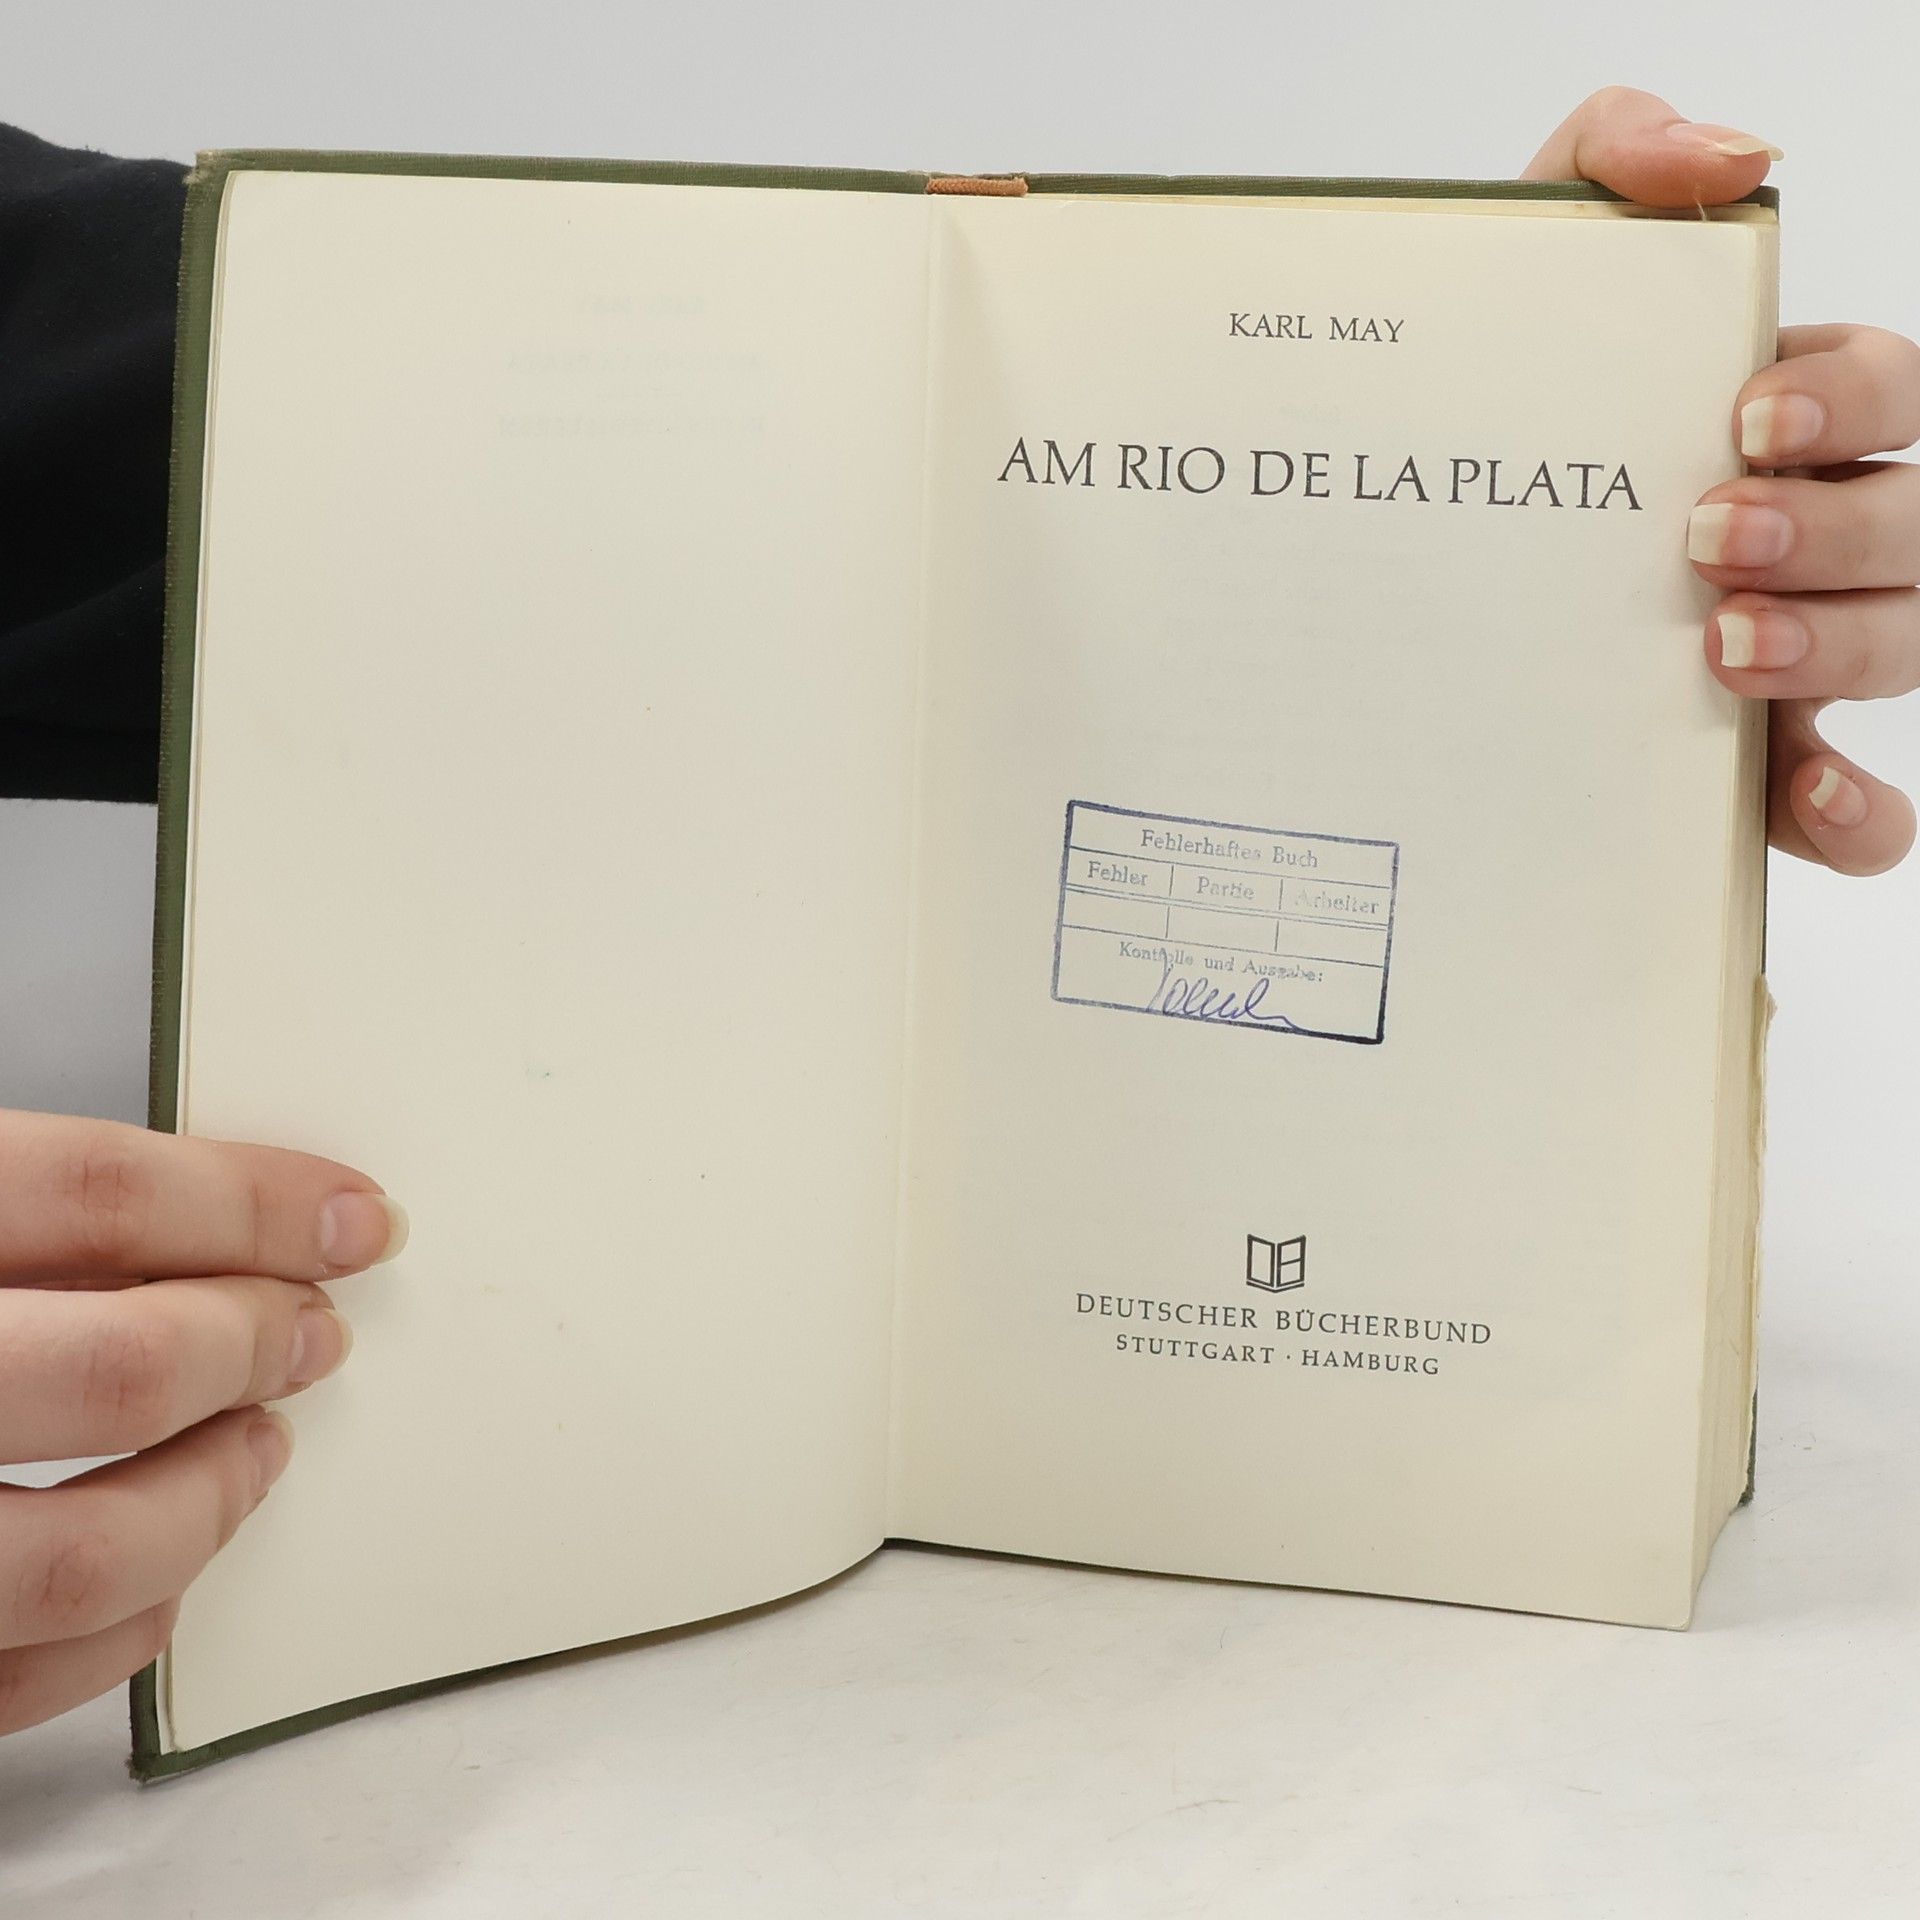 KARL MAY
AM RIO DE LA PLATA
Fehlerhaftes Buch
Fehler Partie Arbeiter
Kontrolle und Ausgabe:
DB
DEUTSCHER BÜCHERBUND
STUTTGART · HAMBURG